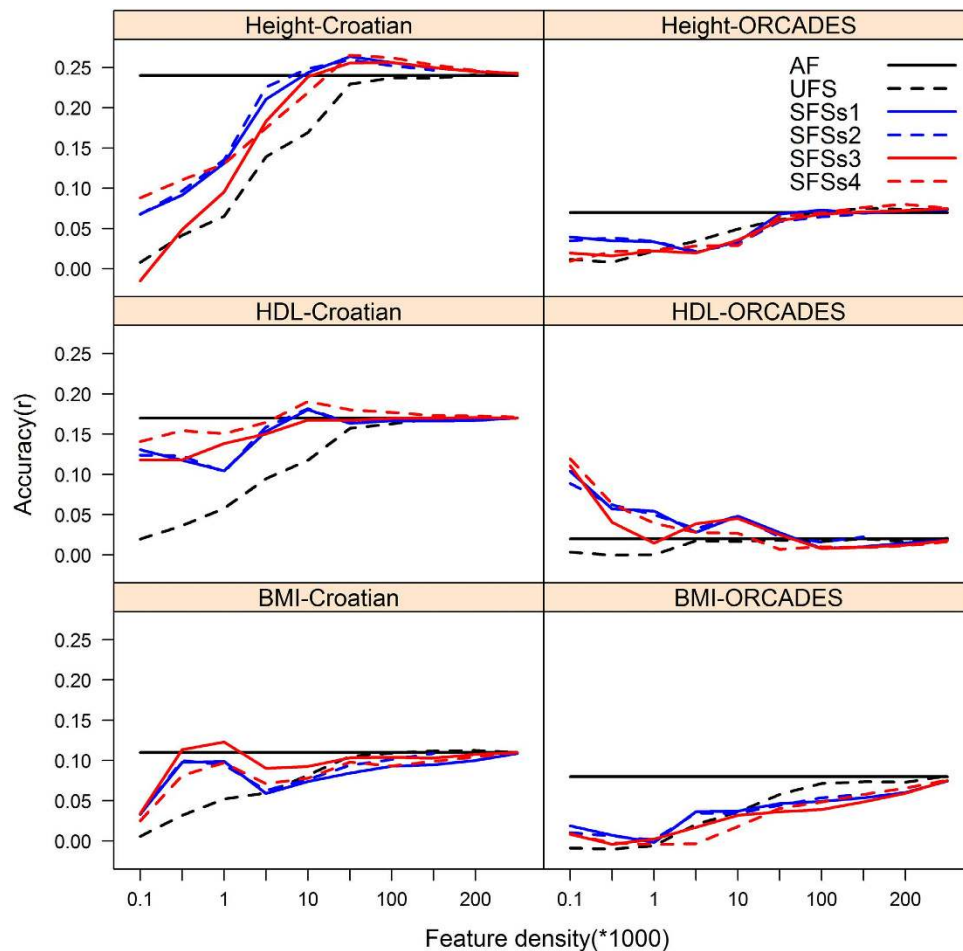 Height-Croatian
Height-ORCADES
AF
UFS
SFSs1
SFSs2
SFSs3
SFSs4
0.25
0.20
0.15
0.10
0.05
0.00
HDL-Croatian
HDL-ORCADES
0.25
0.20
0.15
0.10
0.05
0.00
Accuracy(r)
BMI-Croatian
BMI-ORCADES
0.25
0.20
0.15
0.10
0.05
0.00
0.1 1 10 100 200
0.1 1 10 100 200
Feature density(*1000)